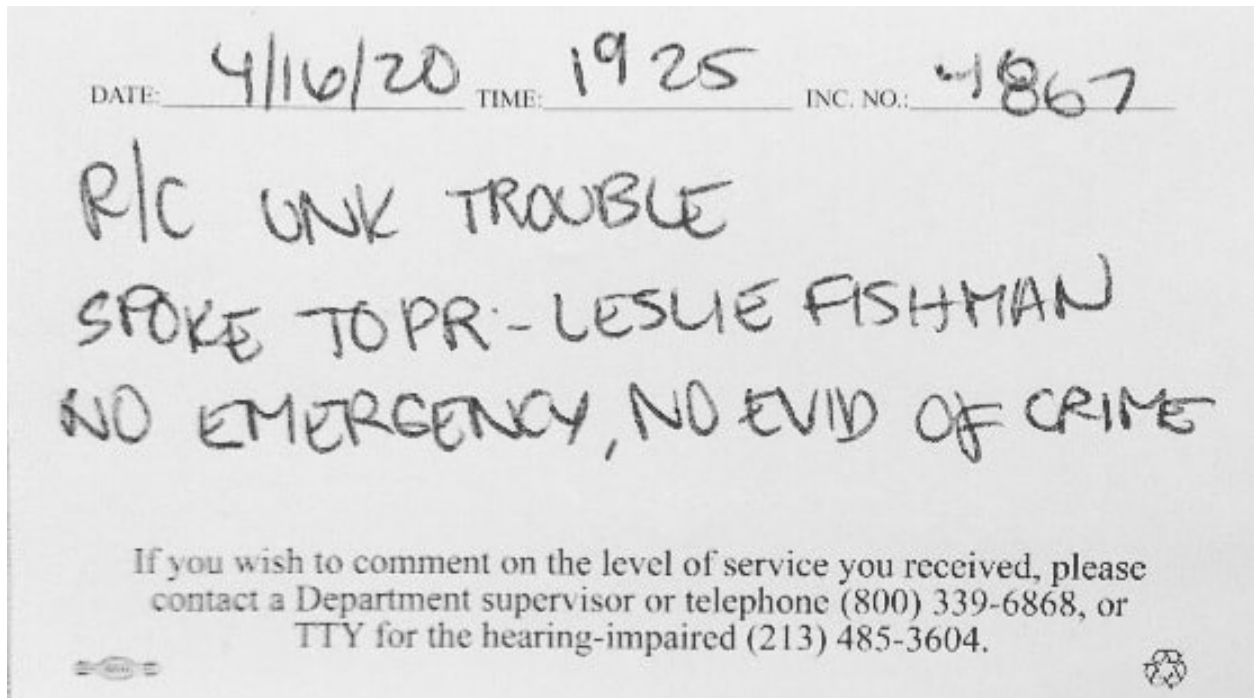 DATE: 4/16/20 TIME: 1925 INC. NO.: 4867
R/C UNK TROUBLE
SPOKE TO PR - LESLIE FISHMAN
NO EMERGENCY, NO EVID OF CRIME
If you wish to comment on the level of service you received, please
contact a Department supervisor or telephone (800) 339-6868, or
TTY for the hearing-impaired (213) 485-3604.